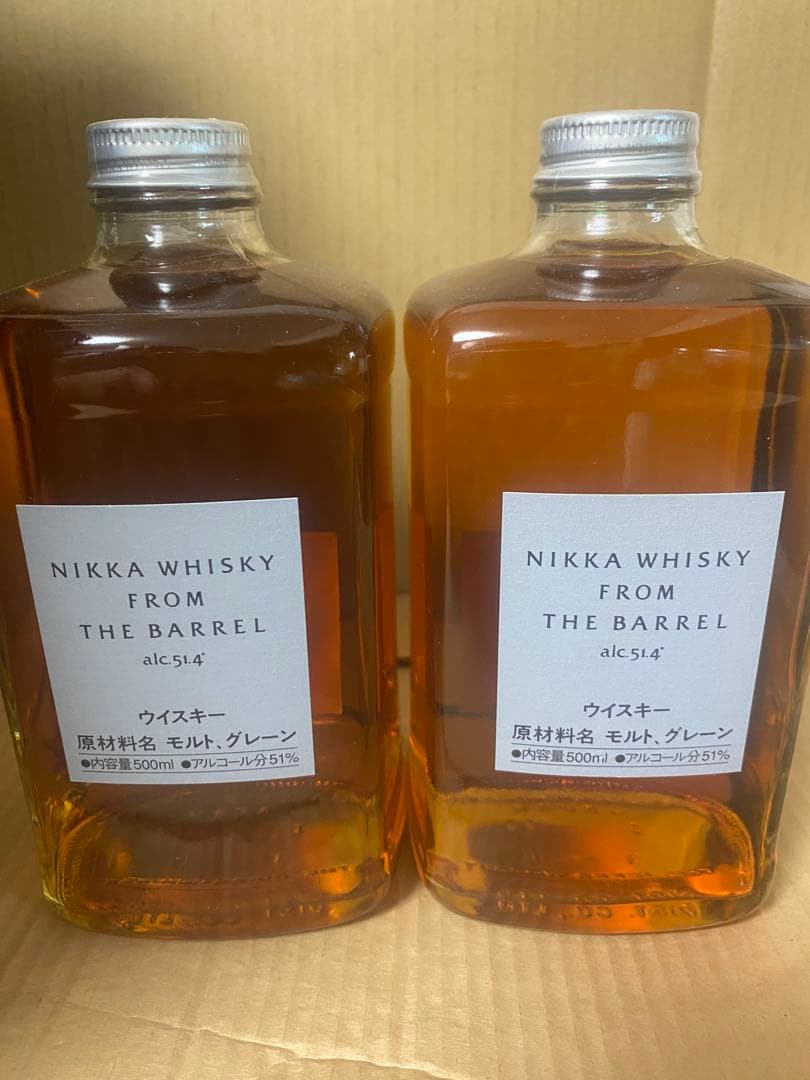 NIKKA WHISKY
FROM
THE BARREL
alc.51.4°
ウイスキー
原材料名 モルト、グレーン
●内容量500ml ●アルコール分51%
NIKKA WHISKY
FROM
THE BARREL
alc.51.4°
ウイスキー
原材料名 モルト、グレーン
●内容量500ml ●アルコール分51%
DIST. CO., LTD